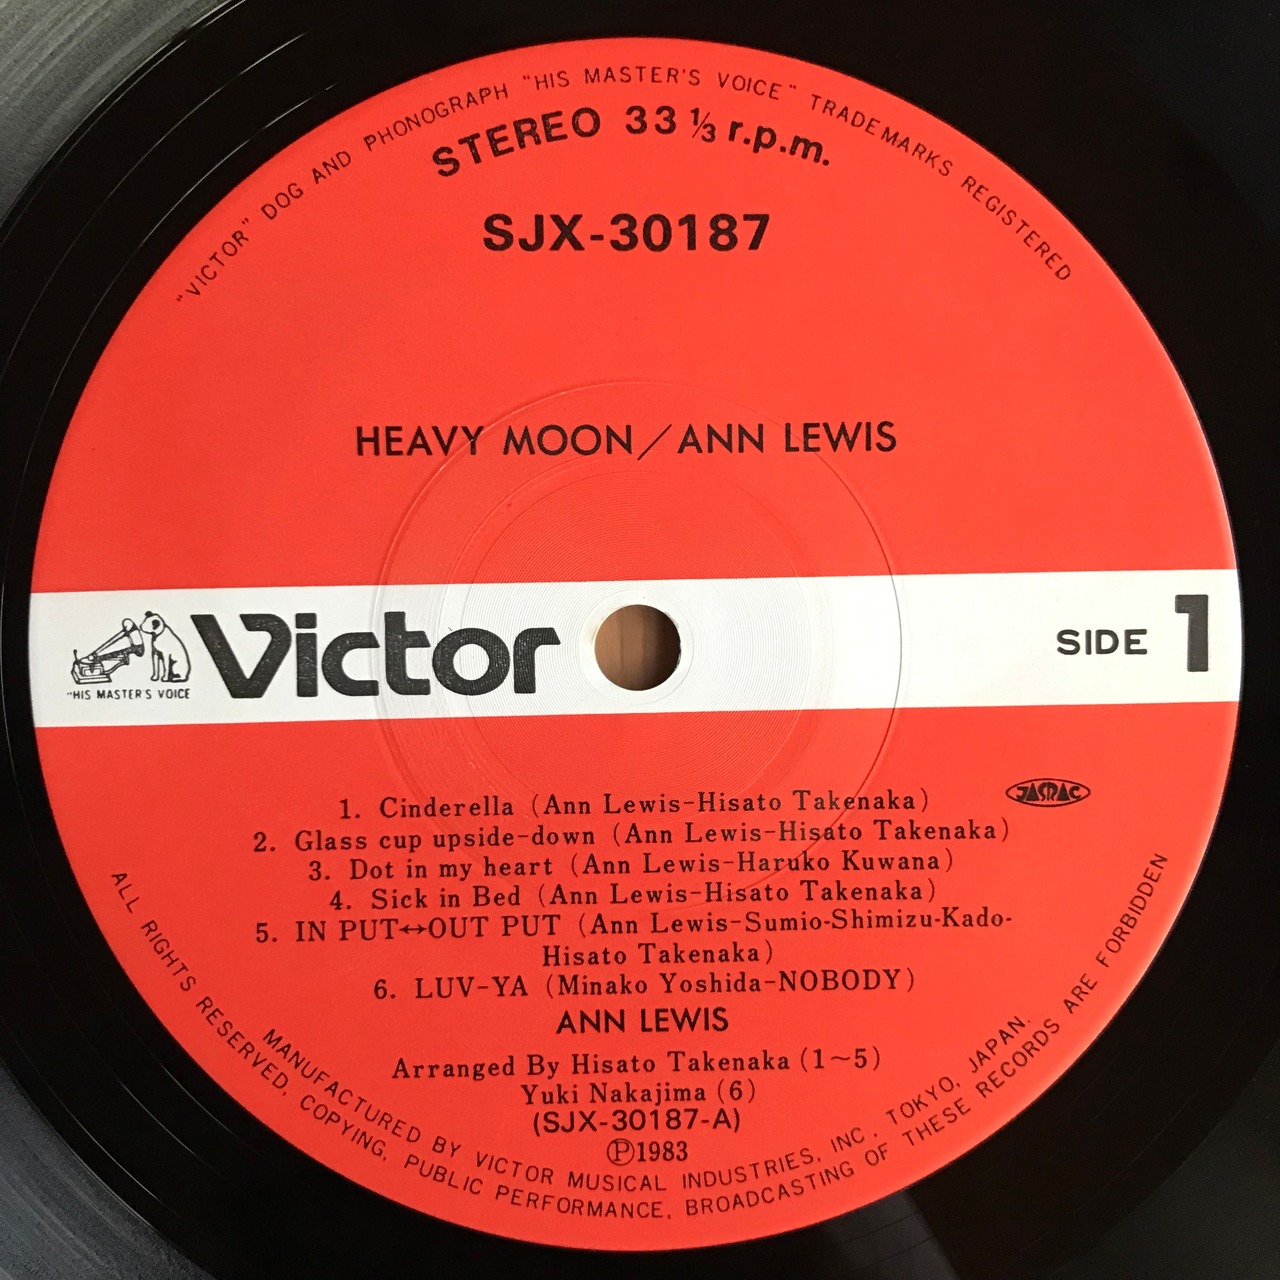 "VICTOR" DOG AND PHONOGRAPH "HIS MASTER'S VOICE" TRADEMARKS REGISTERED
STEREO 33 1/3 r.p.m.
SJX-30187
HEAVY MOON/ANN LEWIS
"HIS MASTER'S VOICE
Victor
SIDE 1
JASRAC
1. Cinderella (Ann Lewis-Hisato Takenaka)
2. Glass cup upside-down (Ann Lewis-Hisato Takenaka)
3. Dot in my heart (Ann Lewis-Haruko Kuwana)
4. Sick in Bed (Ann Lewis-Hisato Takenaka)
5. IN PUT↔OUT PUT (Ann Lewis-Sumio-Shimizu-Kado-
Hisato Takenaka)
6. LUV-YA (Minako Yoshida-NOBODY)
ANN LEWIS
Arranged By Hisato Takenaka (1~5)
Yuki Nakajima (6)
(SJX-30187-A)
Ⓟ1983
MANUFACTURED BY VICTOR MUSICAL INDUSTRIES, INC. TOKYO, JAPAN.
ALL RIGHTS RESERVED, COPYING, PUBLIC PERFORMANCE, BROADCASTING OF THESE RECORDS ARE FORBIDDEN